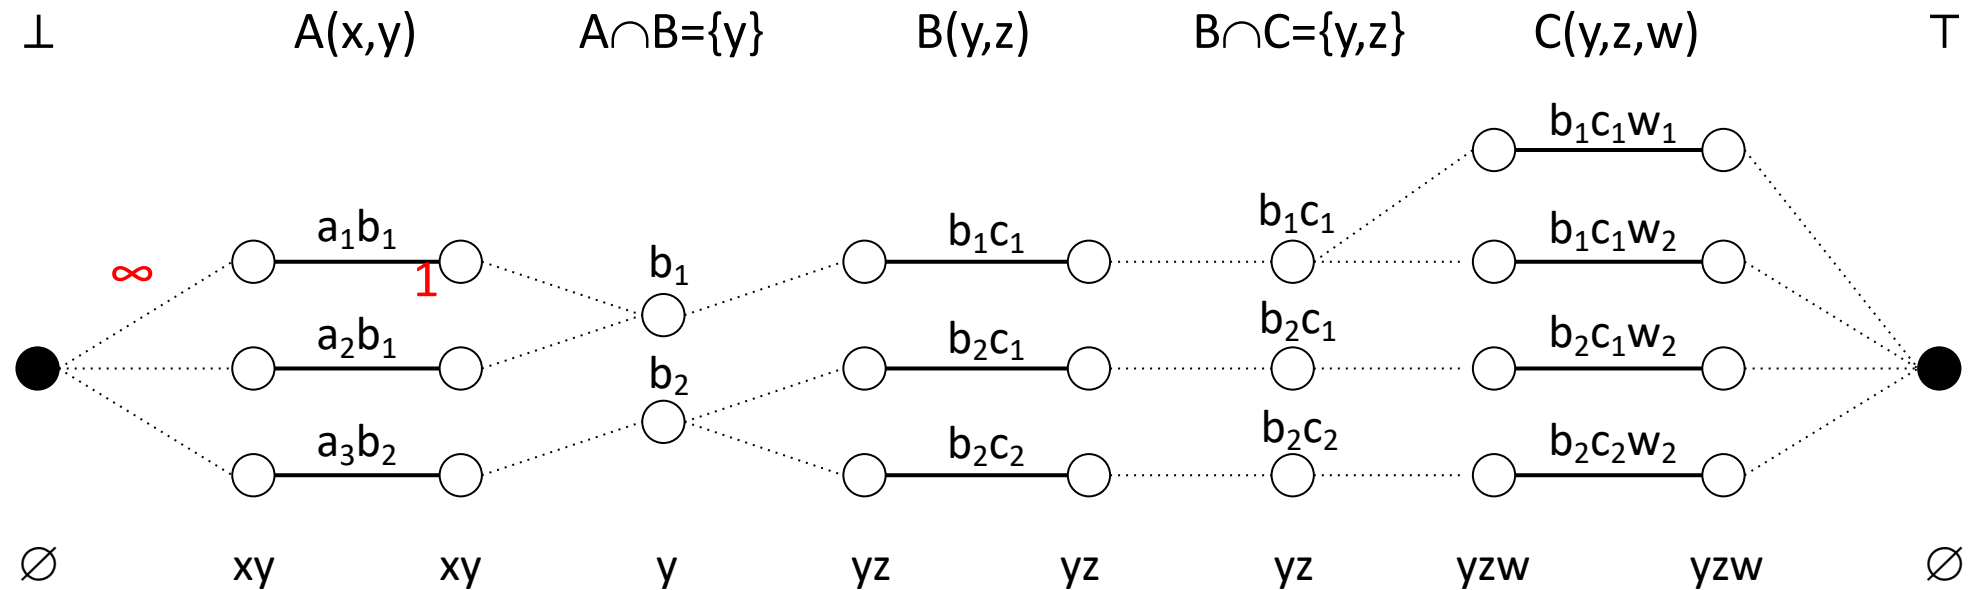 ⊥ A(x,y) A∩B={y} B(y,z) B∩C={y,z} C(y,z,w) ⊤
b₁c₁w₁
a₁b₁ b₁c₁ b₁c₁ b₁c₁w₂
∞ 1 b₁
a₂b₁ b₂c₁ b₂c₁ b₂c₁w₂
b₂
a₃b₂ b₂c₂ b₂c₂ b₂c₂w₂
∅ xy xy y yz yz yz yzw yzw ∅